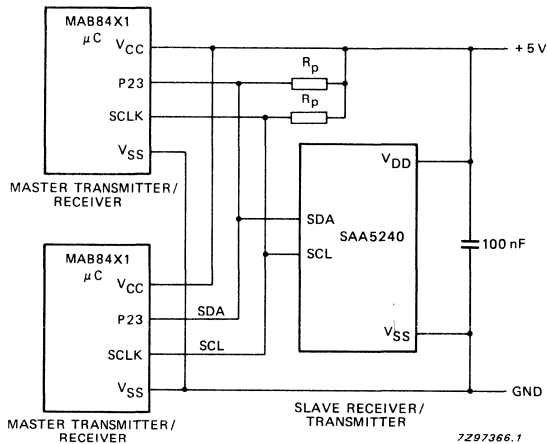 MAB84X1
μC
VCC
P23
SCLK
VSS
MASTER TRANSMITTER/
RECEIVER
+5V
Rp
Rp
VDD
SDA
SAA5240
SCL
100 nF
VSS
MAB84X1
μC
VCC
P23
SDA
SCLK
SCL
VSS
GND
MASTER TRANSMITTER/
RECEIVER
SLAVE RECEIVER/
TRANSMITTER
7Z97366.1